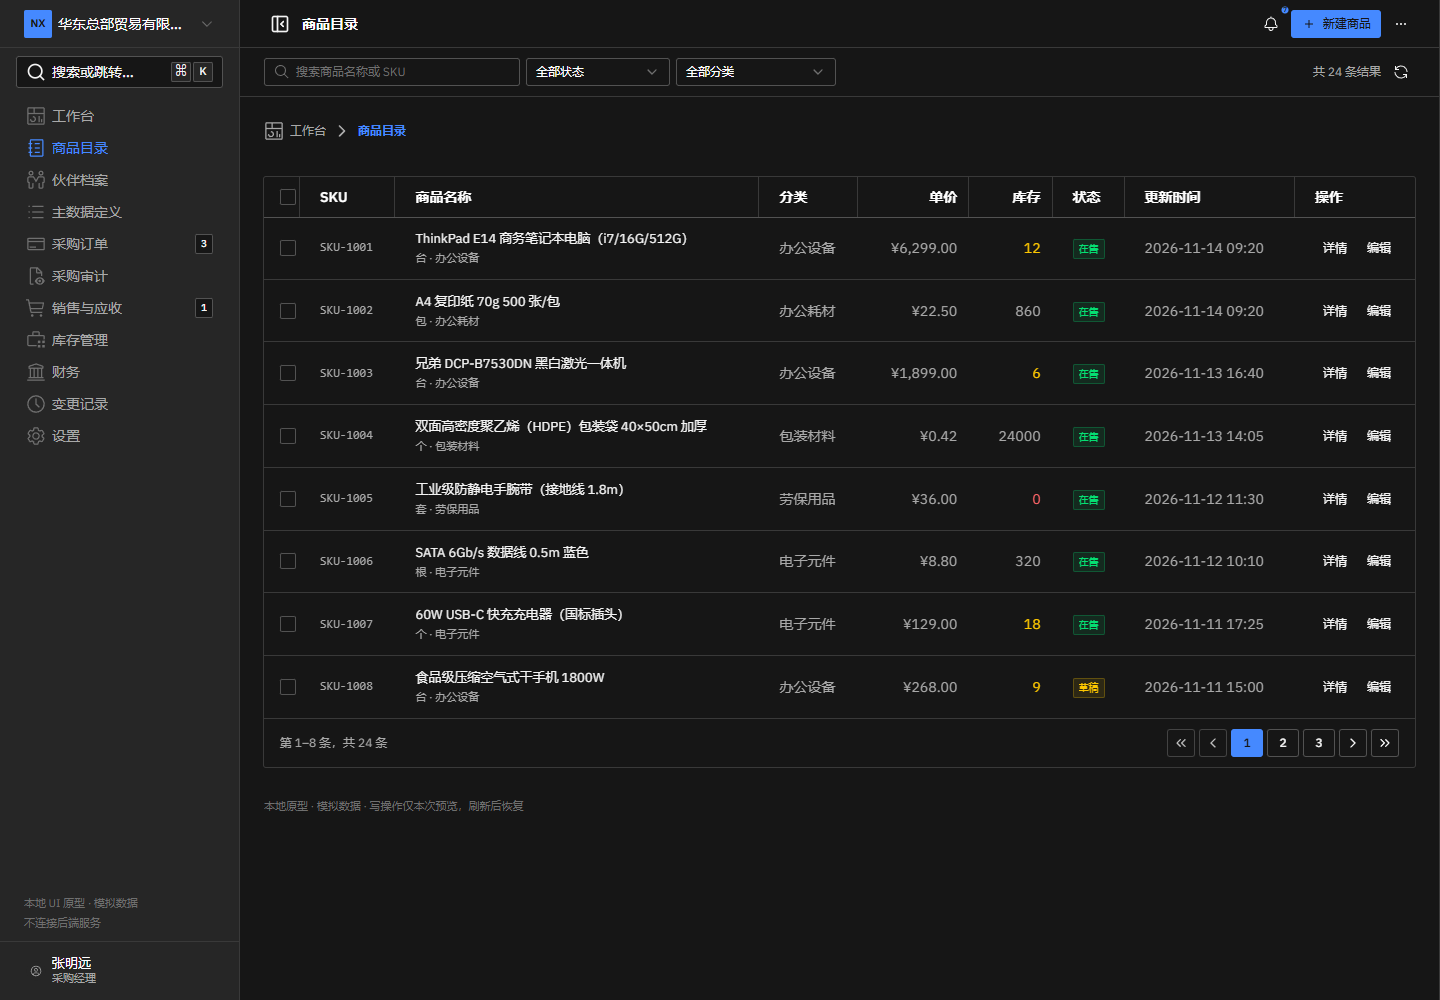 NX 华东总部贸易有限...
搜索或跳转... ⌘ K
工作台
商品目录
伙伴档案
主数据定义
采购订单 3
采购审计
销售与应收 1
库存管理
财务
变更记录
设置
本地 UI 原型 · 模拟数据
不连接后端服务
张明远
采购经理
商品目录
+ 新建商品
搜索商品名称或 SKU 全部状态 全部分类 共 24 条结果
工作台 > 商品目录
SKU 商品名称 分类 单价 库存 状态 更新时间 操作
SKU-1001 ThinkPad E14 商务笔记本电脑（i7/16G/512G） 办公设备 ¥6,299.00 12 在售 2026-11-14 09:20 详情 编辑
台 · 办公设备
SKU-1002 A4 复印纸 70g 500 张/包 办公耗材 ¥22.50 860 在售 2026-11-14 09:20 详情 编辑
包 · 办公耗材
SKU-1003 兄弟 DCP-B7530DN 黑白激光一体机 办公设备 ¥1,899.00 6 在售 2026-11-13 16:40 详情 编辑
台 · 办公设备
SKU-1004 双面高密度聚乙烯（HDPE）包装袋 40×50cm 加厚 包装材料 ¥0.42 24000 在售 2026-11-13 14:05 详情 编辑
个 · 包装材料
SKU-1005 工业级防静电手腕带（接地线 1.8m） 劳保用品 ¥36.00 0 在售 2026-11-12 11:30 详情 编辑
套 · 劳保用品
SKU-1006 SATA 6Gb/s 数据线 0.5m 蓝色 电子元件 ¥8.80 320 在售 2026-11-12 10:10 详情 编辑
根 · 电子元件
SKU-1007 60W USB-C 快充充电器（国标插头） 电子元件 ¥129.00 18 在售 2026-11-11 17:25 详情 编辑
个 · 电子元件
SKU-1008 食品级压缩空气式干手机 1800W 办公设备 ¥268.00 9 草稿 2026-11-11 15:00 详情 编辑
台 · 办公设备
第 1–8 条，共 24 条 1 2 3
本地原型 · 模拟数据 · 写操作仅本次预览，刷新后恢复